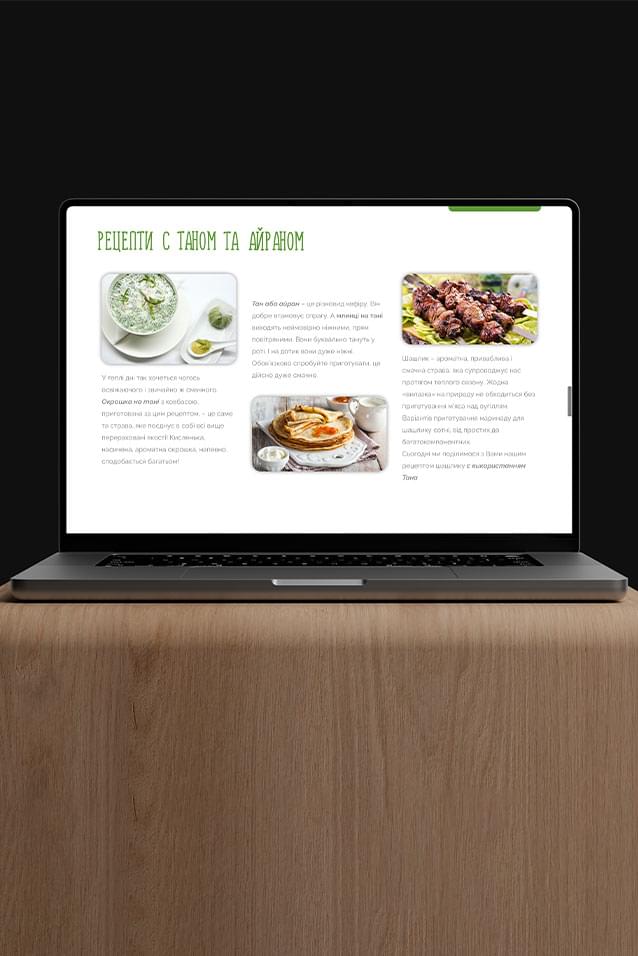 РЕЦЕПТИ С ТАНОМ ТА АЙРАНОМ
У теплі дні так хочеться чогось
освіжаючого і звичайно ж смачного.
Окрошка на тані з ковбасою,
приготована за цим рецептом, – це саме
та страва, яка поєднує в собі всі вище
перераховані якості! Кисленька,
насичена, ароматна окрошка, напевно,
сподобається багатьом!
Тан або айран – це різновид кефіру. Він
добре втамовує спрагу. А млинці на тані
виходять неймовірно ніжними, прям
повітряними. Вони буквально тануть у
роті. І на дотик вони дуже ніжні.
Обов'язково спробуйте приготувати, це
дійсно дуже смачно.
Шашлик – ароматна, приваблива і
смачна страва, яка супроводжує нас
протягом теплого сезону. Жодна
«вилазка» на природу не обходиться без
приготування м'яса над вугіллям.
Варіантів приготування маринаду для
шашлику сотні, від простих до
багатокомпонентних.
Сьогодні ми поділимося з Вами нашим
рецептом шашлику с використанням
Тана